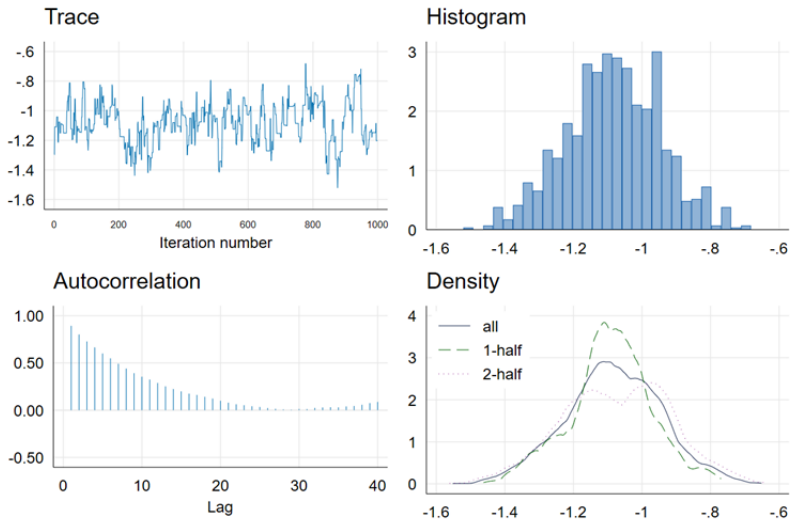 Trace
-.6
-.8
-1
-1.2
-1.4
-1.6
0 200 400 600 800 1000
Iteration number
Histogram
3
2
1
0
-1.6 -1.4 -1.2 -1 -.8 -.6
Autocorrelation
1.00
0.50
0.00
-0.50
0 10 20 30 40
Lag
Density
4
3
2
1
0
all
1-half
2-half
-1.6 -1.4 -1.2 -1 -.8 -.6